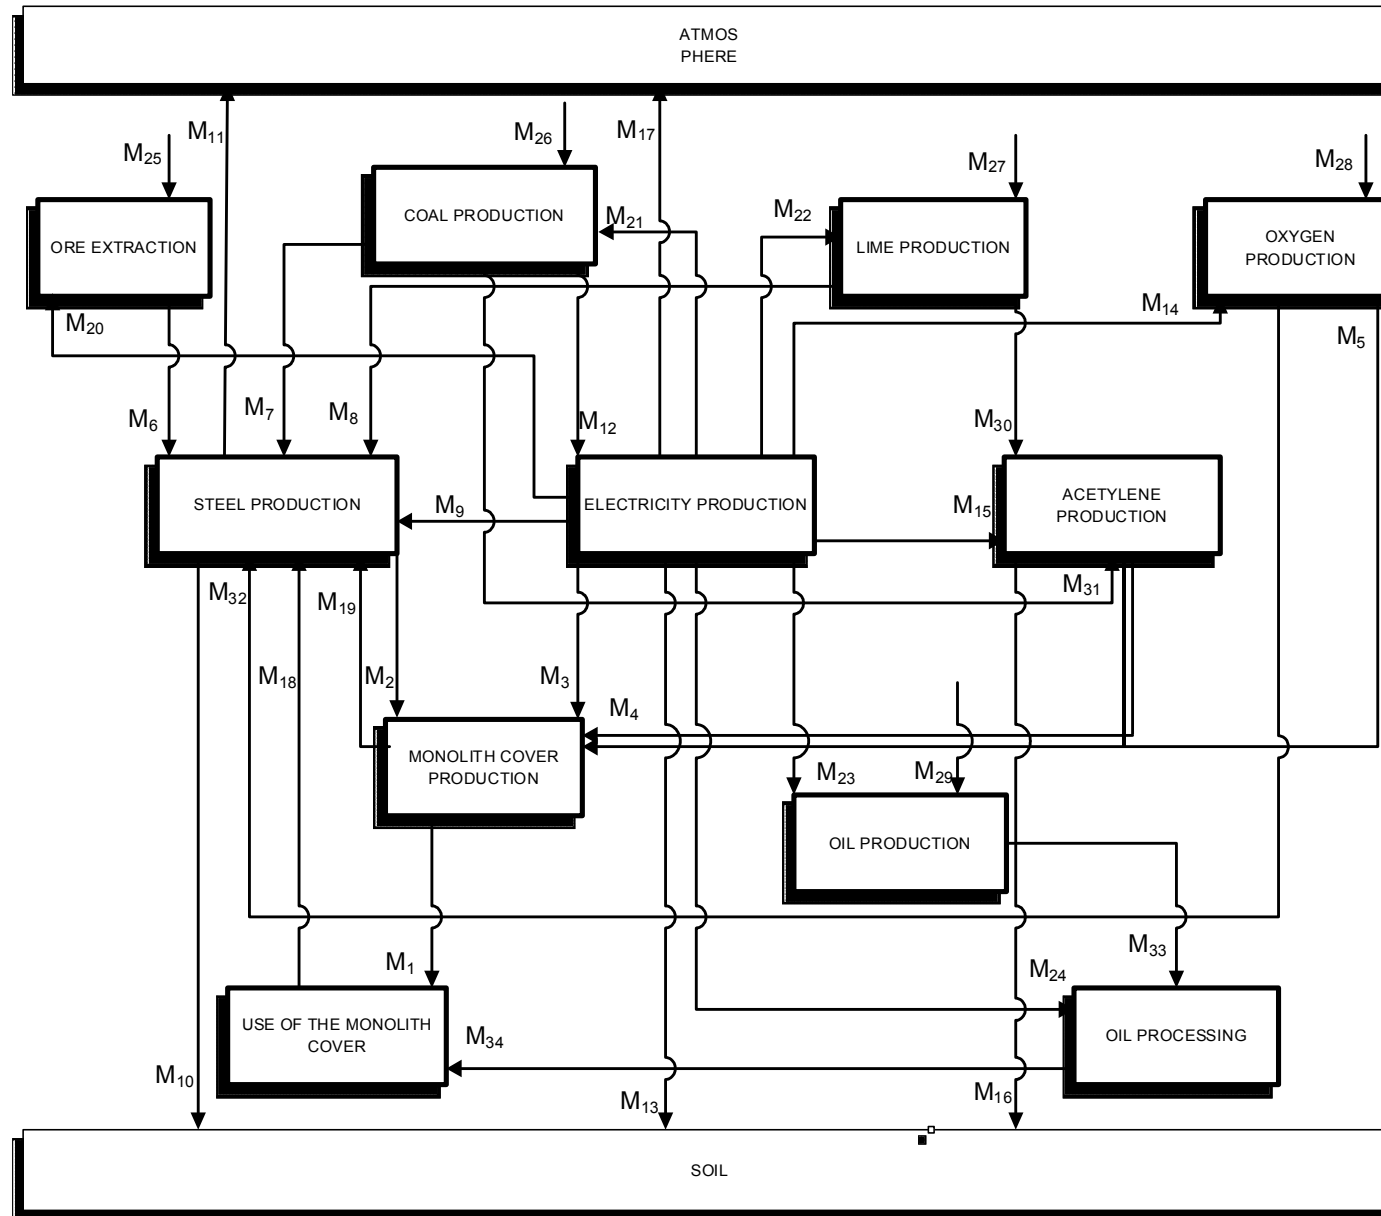 ATMOS
PHERE
M11
M26
M17
M25
M27
M28
COAL PRODUCTION
M21
M22
ORE EXTRACTION
LIME PRODUCTION
OXYGEN
PRODUCTION
M20
M14
M5
M6
M7
M8
M12
M30
STEEL PRODUCTION
M9
ELECTRICITY PRODUCTION
M15
ACETYLENE
PRODUCTION
M32
M19
M31
M18
M2
M3
M4
MONOLITH COVER
PRODUCTION
M23
M29
OIL PRODUCTION
M1
M33
M24
USE OF THE MONOLITH
COVER
M34
OIL PROCESSING
M10
M13
M16
SOIL